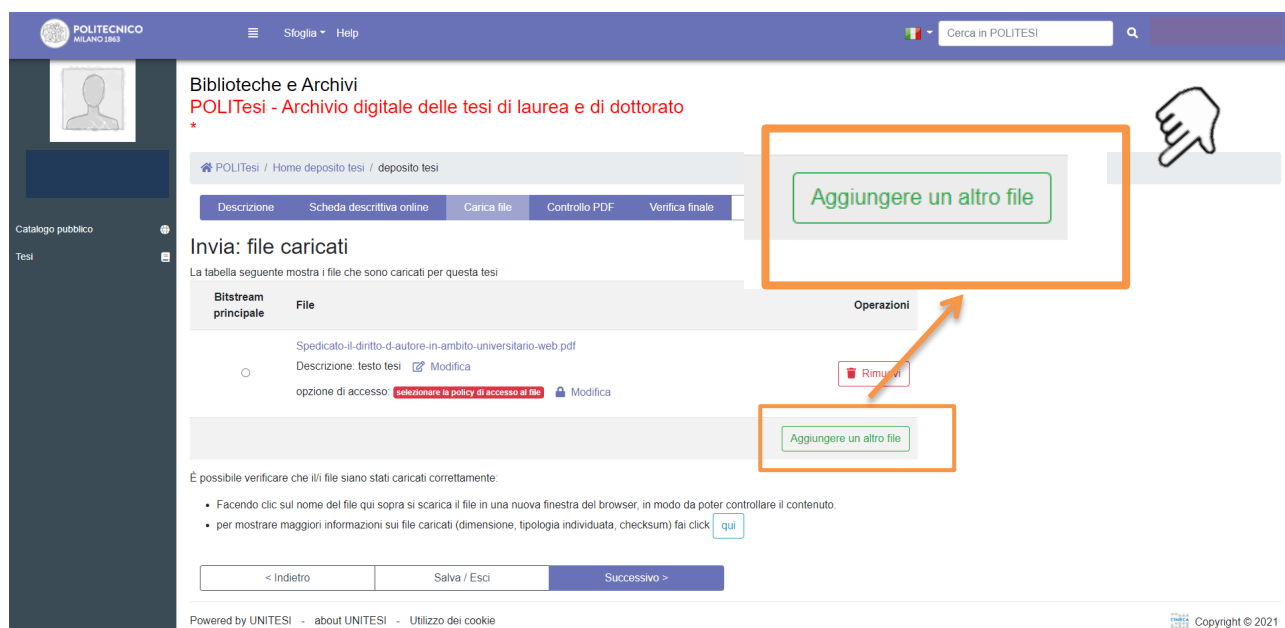 POLITECNICO
MILANO 1863
Sfoglia Help
Cerca in POLITESI
Biblioteche e Archivi
POLITesi - Archivio digitale delle tesi di laurea e di dottorato
*
POLITesi / Home deposito tesi / deposito tesi
Aggiungere un altro file
Descrizione Scheda descrittiva online Carica file Controllo PDF Verifica finale
Catalogo pubblico
Tesi
Invia: file caricati
La tabella seguente mostra i file che sono caricati per questa tesi
Bitstream principale File Operazioni
Spedicato-il-diritto-d-autore-in-ambito-universitario-web.pdf
Descrizione: testo tesi Modifica
Rimuovi
opzione di accesso: selezionare la policy di accesso al file Modifica
Aggiungere un altro file
È possibile verificare che il/i file siano stati caricati correttamente:
• Facendo clic sul nome del file qui sopra si scarica il file in una nuova finestra del browser, in modo da poter controllare il contenuto.
• per mostrare maggiori informazioni sui file caricati (dimensione, tipologia individuata, checksum) fai click qui
< Indietro Salva / Esci Successivo >
Powered by UNITESI - about UNITESI - Utilizzo dei cookie
CINECA Copyright © 2021